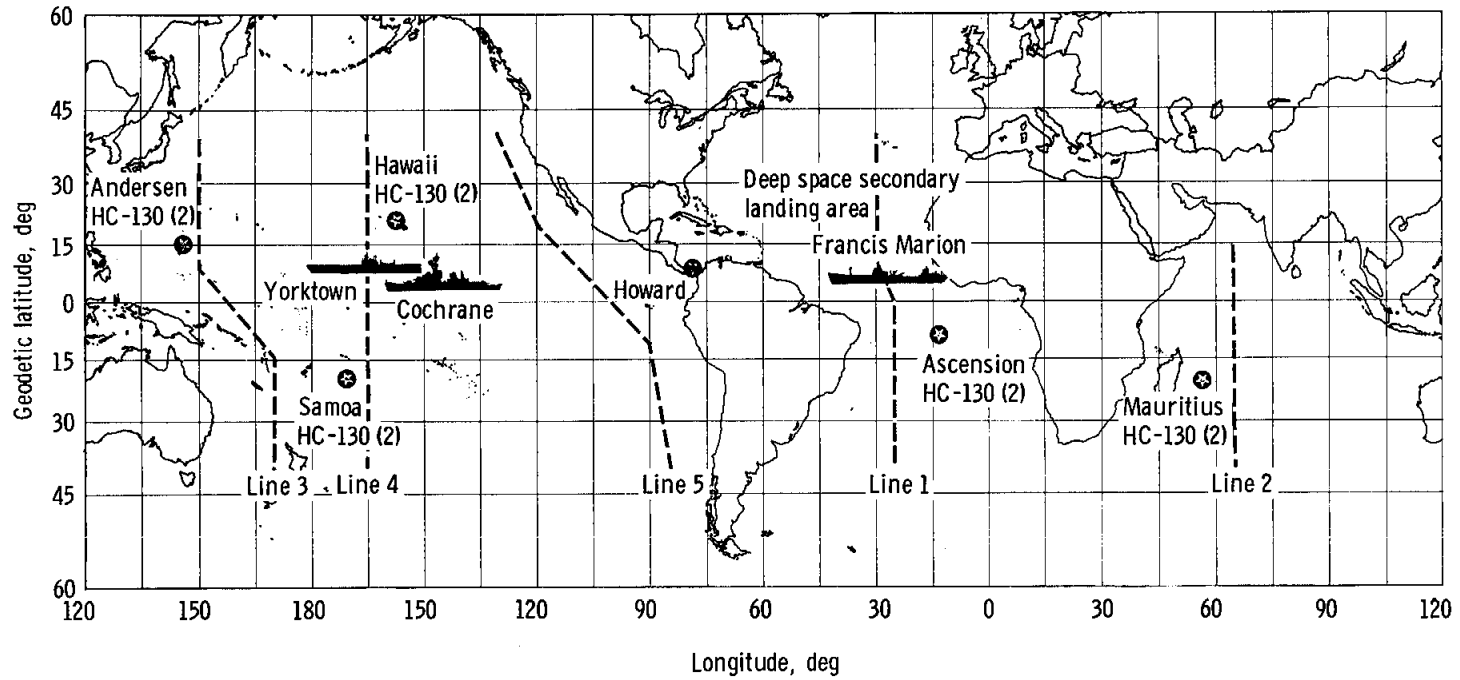 60
45
30
15
0
15
30
45
60
Geodetic latitude, deg
Andersen
HC-130 (2)
Hawaii
HC-130 (2)
Yorktown
Cochrane
Samoa
HC-130 (2)
Howard
Deep space secondary
landing area
Francis Marion
Ascension
HC-130 (2)
Mauritius
HC-130 (2)
Line 3
Line 4
Line 5
Line 1
Line 2
120 150 180 150 120 90 60 30 0 30 60 90 120
Longitude, deg